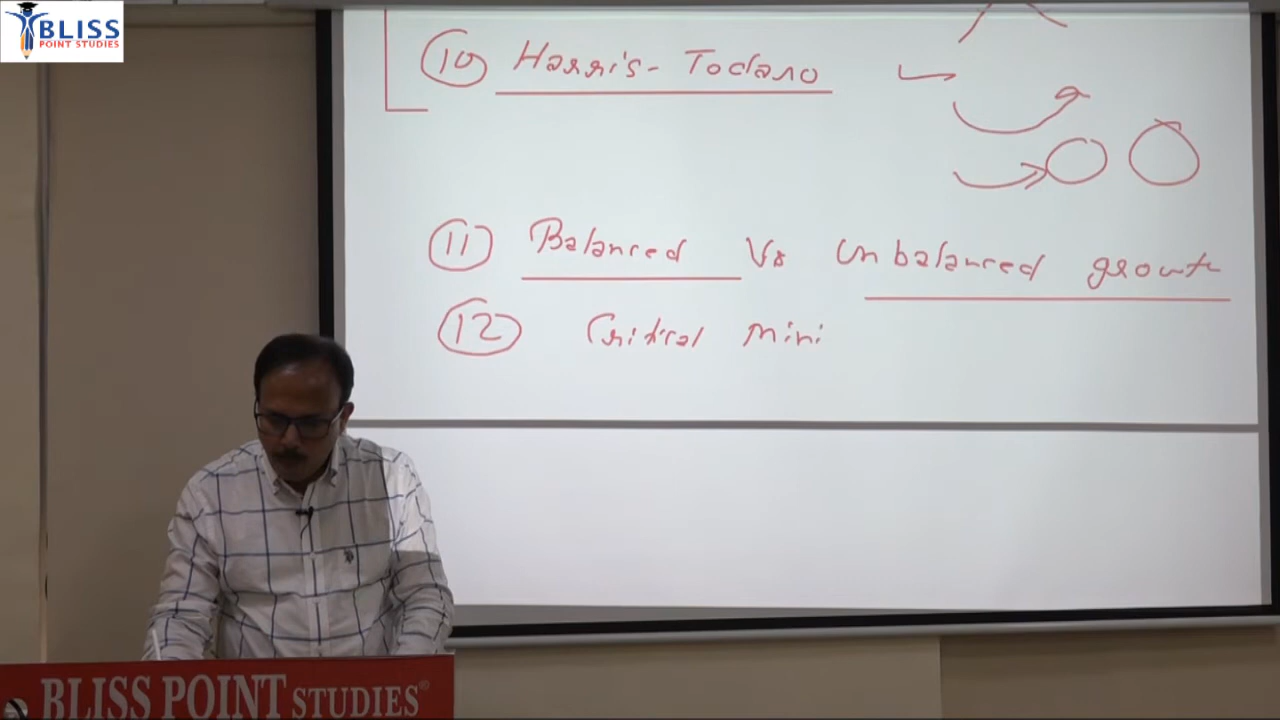 BLISS
POINT STUDIES
10 Harris - Todaro
11 Balanced Vs Unbalanced growth
12 Critical Mini
BLISS POINT STUDIES®